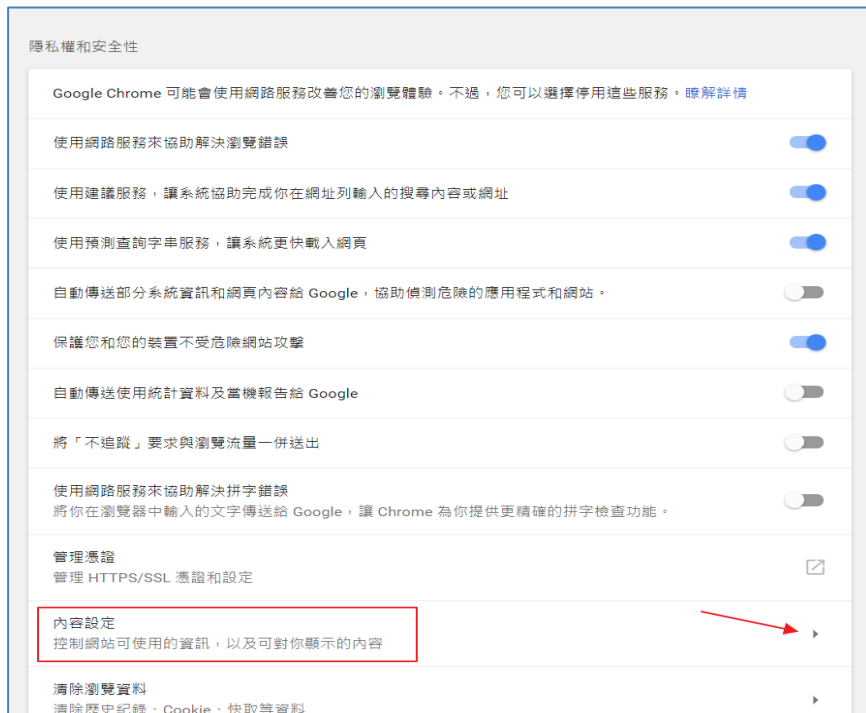 隱私權和安全性
Google Chrome 可能會使用網路服務改善您的瀏覽體驗。不過，您可以選擇停用這些服務。瞭解詳情
使用網路服務來協助解決瀏覽錯誤
使用建議服務，讓系統協助完成你在網址列輸入的搜尋內容或網址
使用預測查詢字串服務，讓系統更快載入網頁
自動傳送部分系統資訊和網頁內容給 Google，協助偵測危險的應用程式和網站。
保護您和您的裝置不受危險網站攻擊
自動傳送使用統計資料及當機報告給 Google
將「不追蹤」要求與瀏覽流量一併送出
使用網路服務來協助解決拼字錯誤
將你在瀏覽器中輸入的文字傳送給 Google，讓 Chrome 為你提供更精確的拼字檢查功能。
管理憑證
管理 HTTPS/SSL 憑證和設定
內容設定
控制網站可使用的資訊，以及可對你顯示的內容
清除瀏覽資料
清除歷史紀錄、Cookie、快取等資料